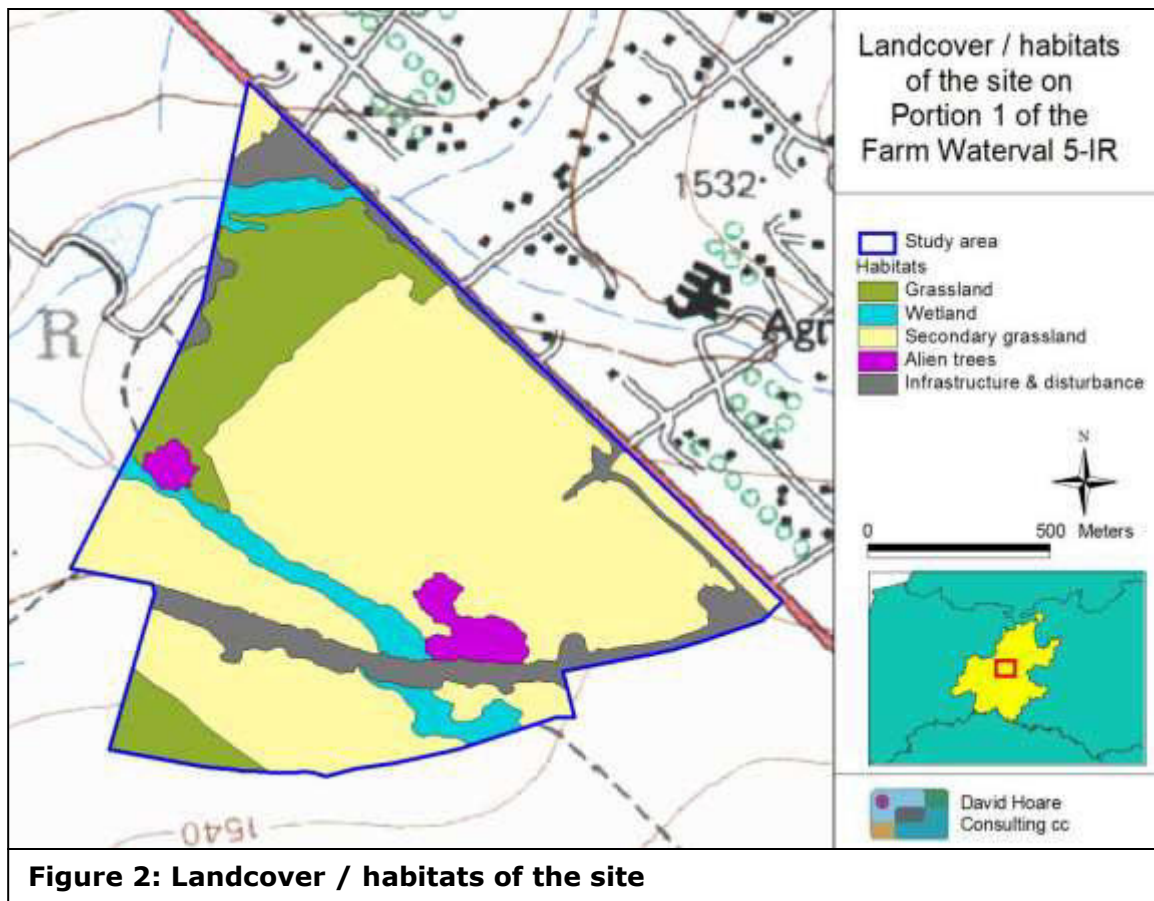 Landcover / habitats
of the site on
Portion 1 of the
Farm Waterval 5-IR
Study area
Habitats
Grassland
Wetland
Secondary grassland
Alien trees
Infrastructure & disturbance
N
0 500 Meters
David Hoare
Consulting cc
1532
Agr
R
1540
Figure 2: Landcover / habitats of the site